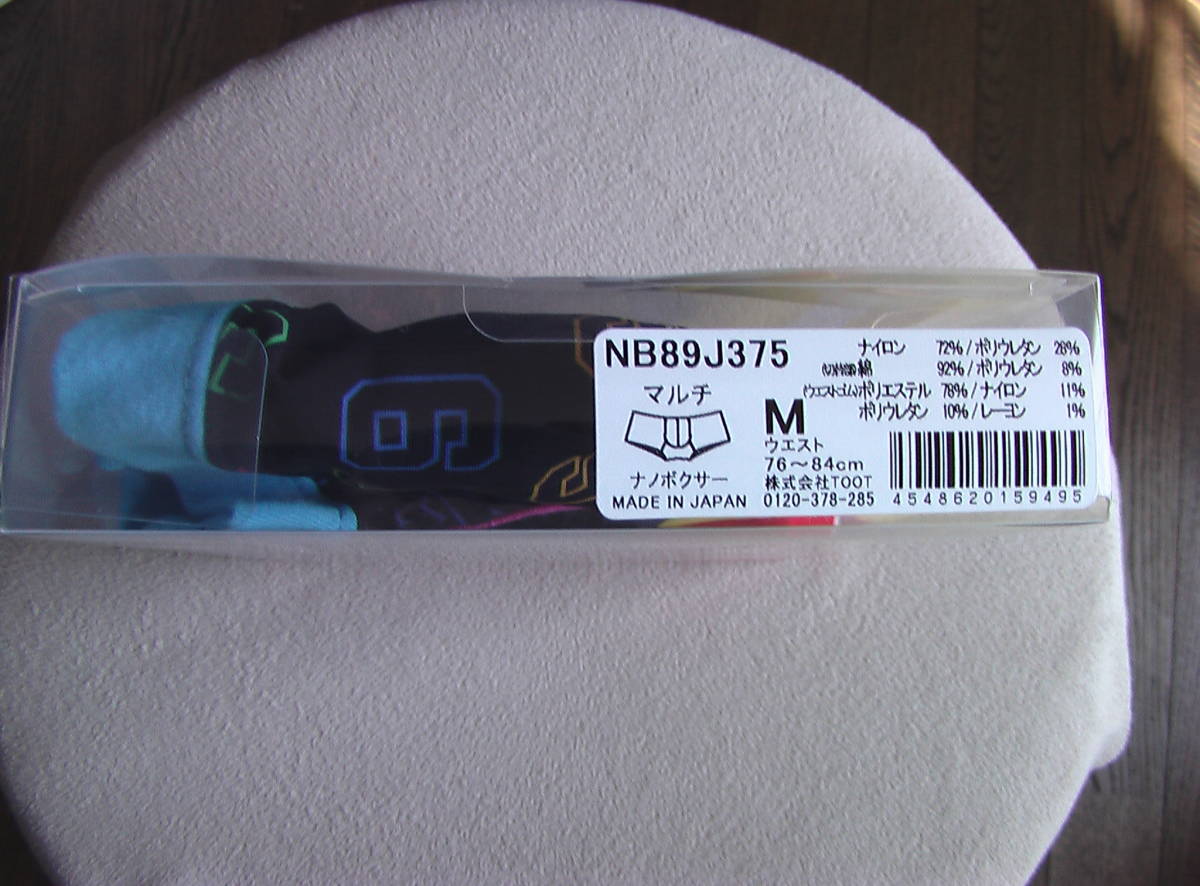 NB89J375
マルチ
ナノボクサー
MADE IN JAPAN
M
ウエスト
76～84cm
株式会社TOOT
0120-378-285
ナイロン 72% / ポリウレタン 28%
綿 92% / ポリウレタン 8%
(ウエストゴム)ポリエステル 78% / ナイロン 11%
ポリウレタン 10% / レーヨン 1%
4548620159495